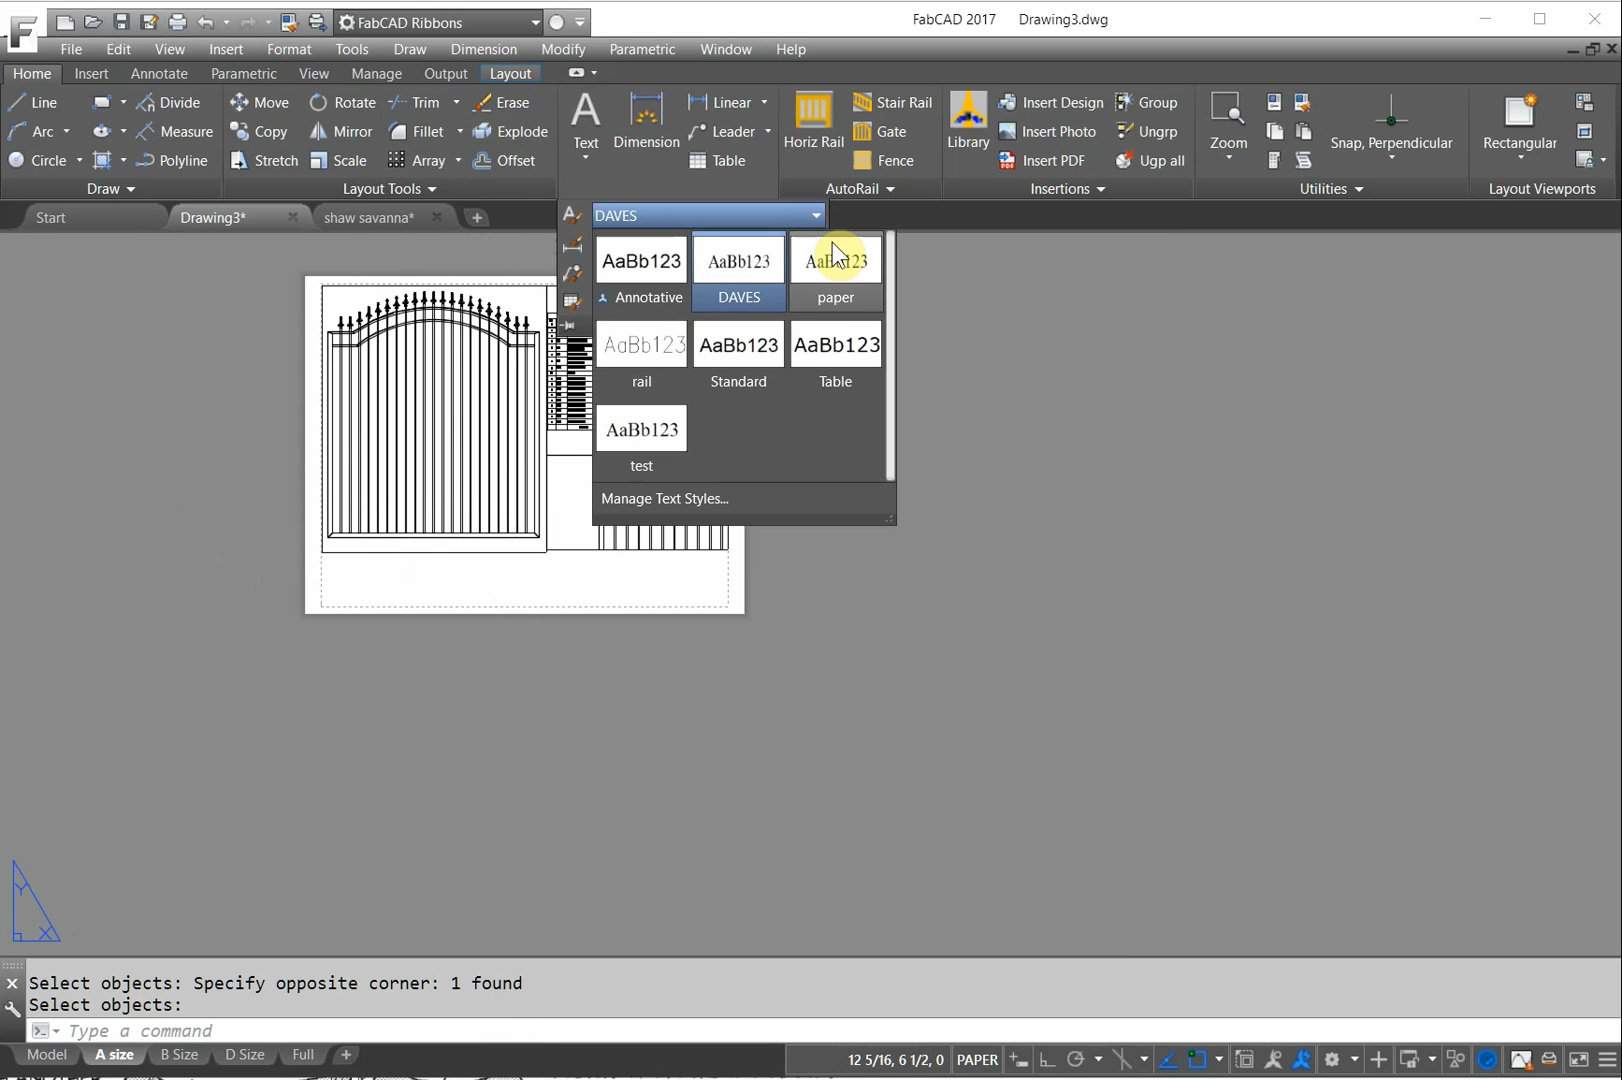 FabCAD Ribbons
FabCAD 2017 Drawing3.dwg
File Edit View Insert Format Tools Draw Dimension Modify Parametric Window Help
Home Insert Annotate Parametric View Manage Output Layout
Line Divide Move Rotate Trim Erase Linear Stair Rail Insert Design Group
Arc Measure Copy Mirror Fillet Explode Text Dimension Leader Horiz Rail Gate Library Insert Photo Ungrp Zoom Snap, Perpendicular Rectangular
Circle Polyline Stretch Scale Array Offset Table Fence Insert PDF Ugp all
Draw Layout Tools AutoRail Insertions Utilities Layout Viewports
Start Drawing3* shaw savanna* DAVES
AaBb123 AaBb123 AaBb123
Annotative DAVES paper
AaBb123 AaBb123 AaBb123
rail Standard Table
AaBb123
test
Manage Text Styles...
Y
X
Select objects: Specify opposite corner: 1 found
Select objects:
Type a command
Model A size B Size D Size Full 12 5/16, 6 1/2, 0 PAPER